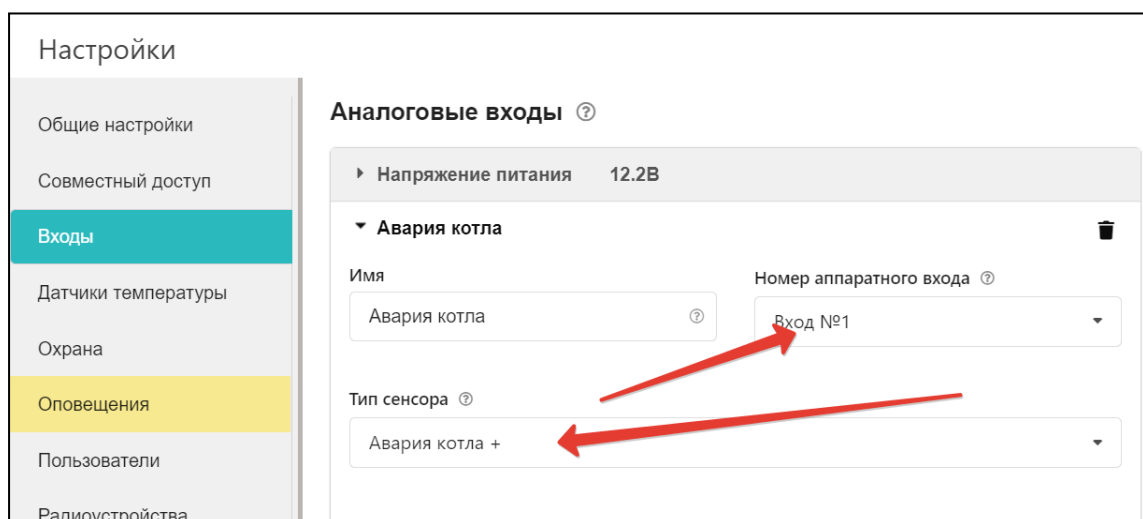 Настройки
Общие настройки
Совместный доступ
Входы
Датчики температуры
Охрана
Оповещения
Пользователи
Радиоустройства
Аналоговые входы
Напряжение питания 12.2В
Авария котла
Имя
Номер аппаратного входа
Авария котла
Вход №1
Тип сенсора
Авария котла +